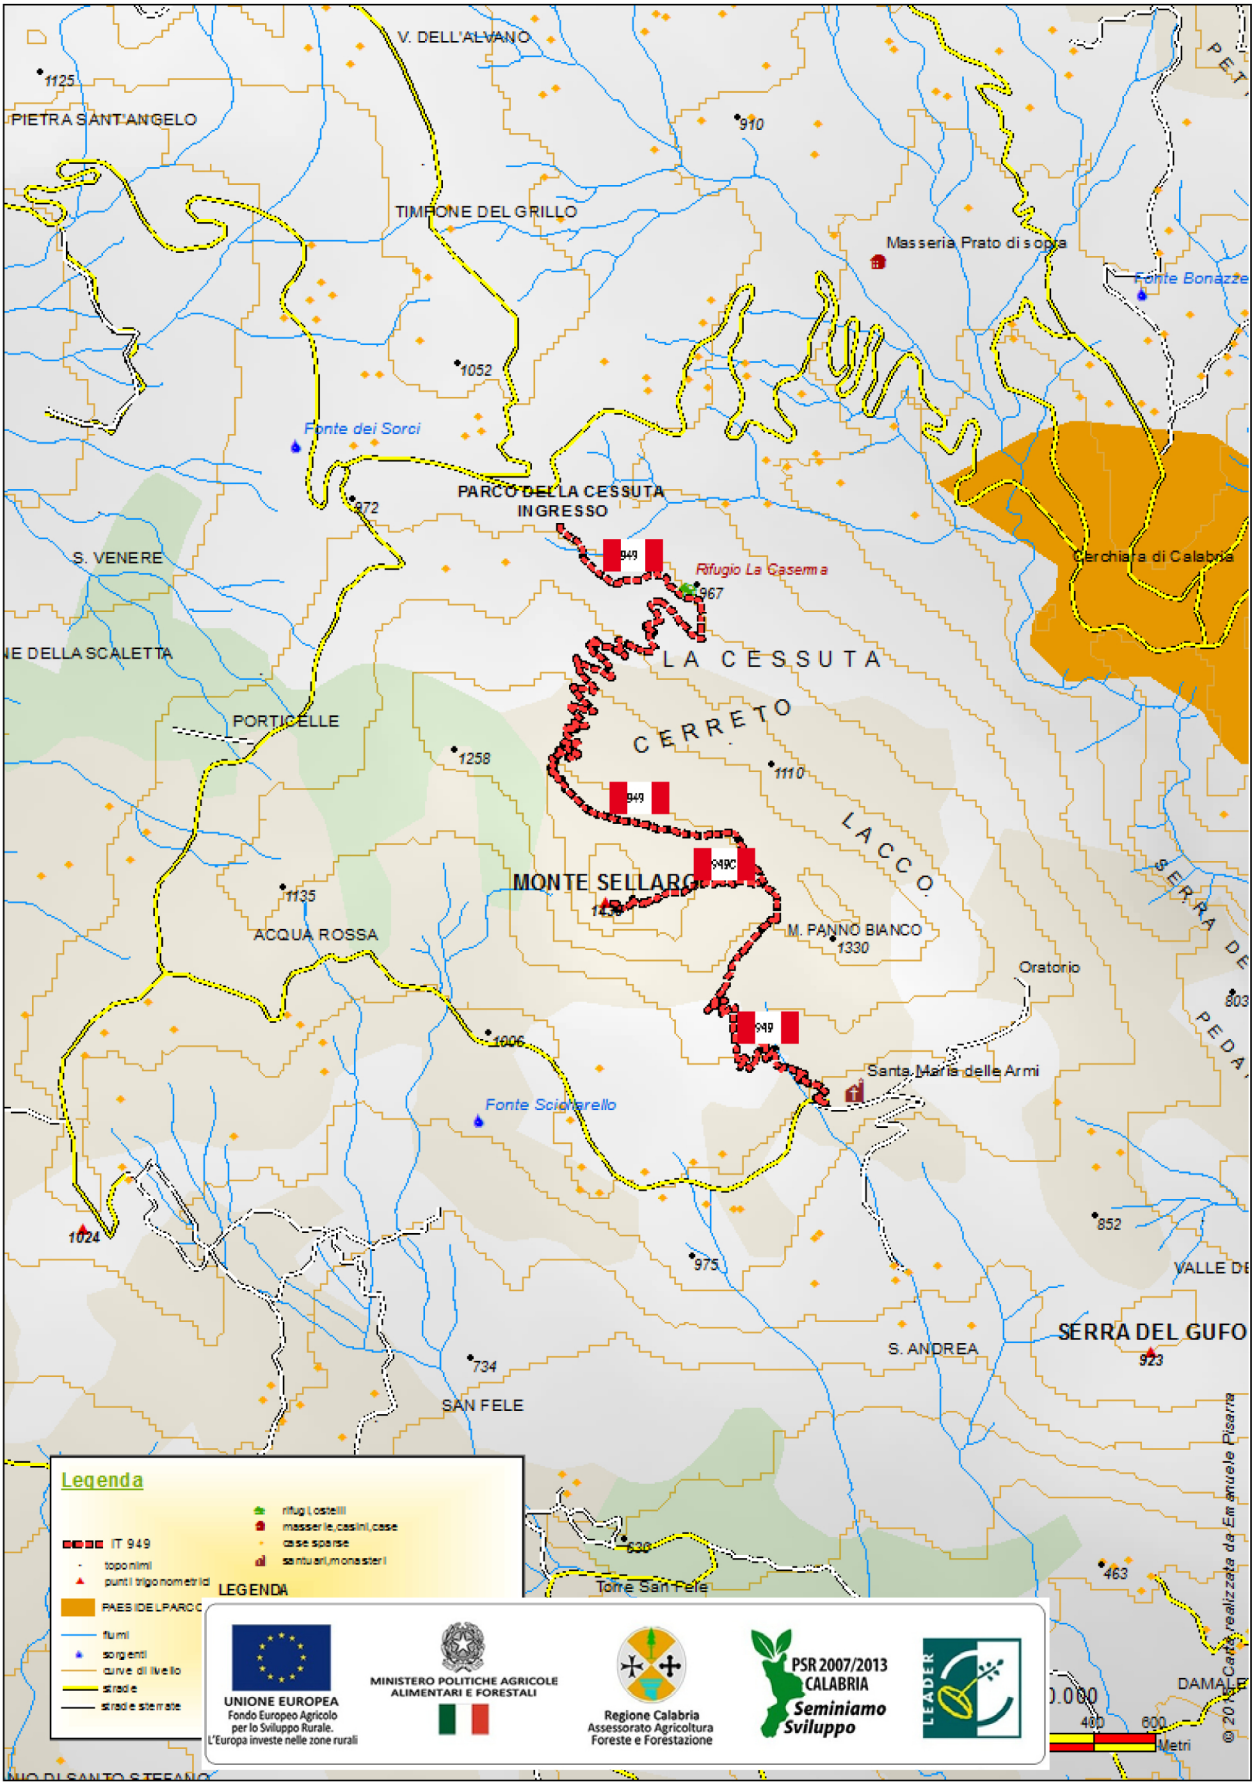 V. DELL'ALVANO
1125
PIETRA SANT'ANGELO
910
TIMPONE DEL GRILLO
Masseria Prato di sopra
Fonte Bonazze
1052
Fonte dei Sorci
PARCO DELLA CESSUTA
INGRESSO
972
S. VENERE
949
Rifugio La Caserma
967
Cerchiara di Calabria
NE DELLA SCALETTA
LA CESSUTA
PORTICELLE
CERRETO
1258
1110
949
LACCO
949C
MONTE SELLARO
1135
ACQUA ROSSA
M. PANNO BIANCO
1330
SERRA DE
Oratorio
803
PEDA
949
1006
Santa Maria delle Armi
Fonte Sciolarello
1024
852
975
VALLE DE
SERRA DEL GUFO
923
S. ANDREA
734
SAN FELE
630
Torre San Fele
463
DAMALE
Legenda
IT 949
toponimi
punti trigonometrici
PAESI DEL PARCO
fiumi
sorgenti
curve di livello
strade
strade sterrate
rifugi,ostelli
masserie,casini,case
case sparse
santuari,monasteri
LEGENDA
UNIONE EUROPEA
Fondo Europeo Agricolo
per lo Sviluppo Rurale.
L'Europa investe nelle zone rurali
MINISTERO POLITICHE AGRICOLE
ALIMENTARI E FORESTALI
Regione Calabria
Assessorato Agricoltura
Foreste e Forestazione
PSR 2007/2013
CALABRIA
Seminiamo
Sviluppo
LEADER
0.000
400
600
Metri
Carta realizzata da Emanuele Pisarra